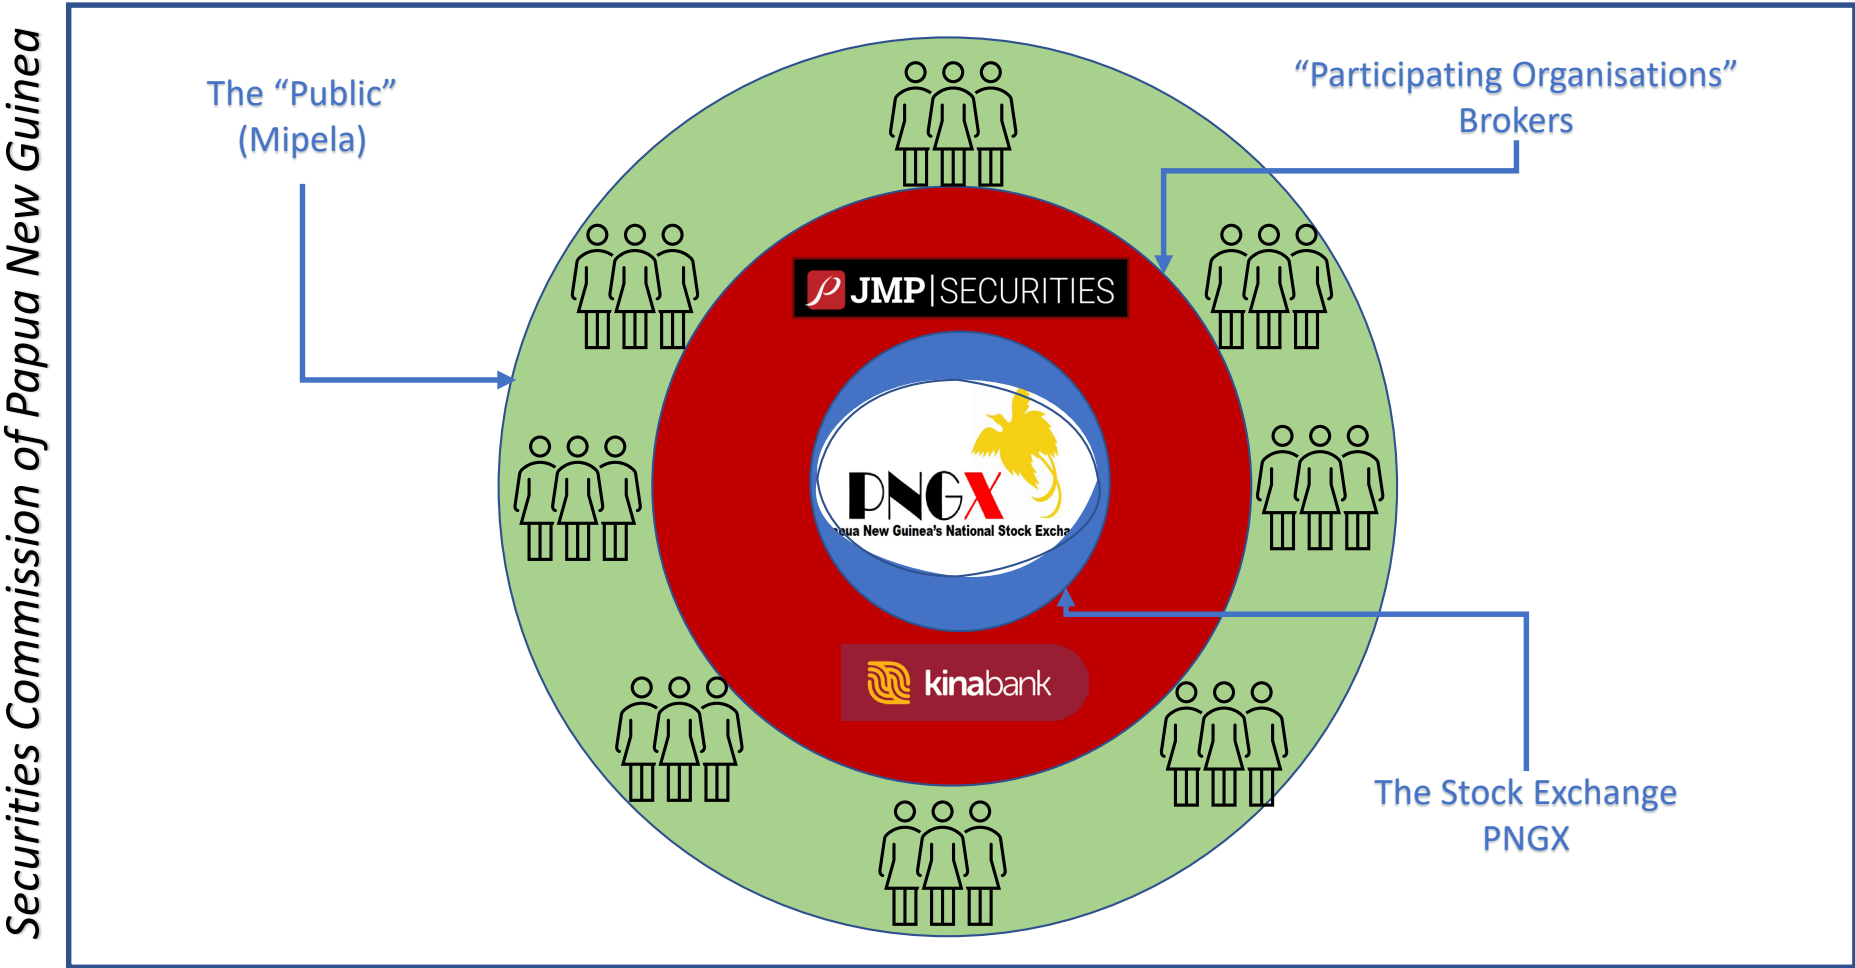 Securities Commission of Papua New Guinea
The “Public”
(Mipela)
“Participating Organisations”
Brokers
JMP|SECURITIES
PNGX
New Guinea’s National Stock
kinabank
The Stock Exchange
PNGX